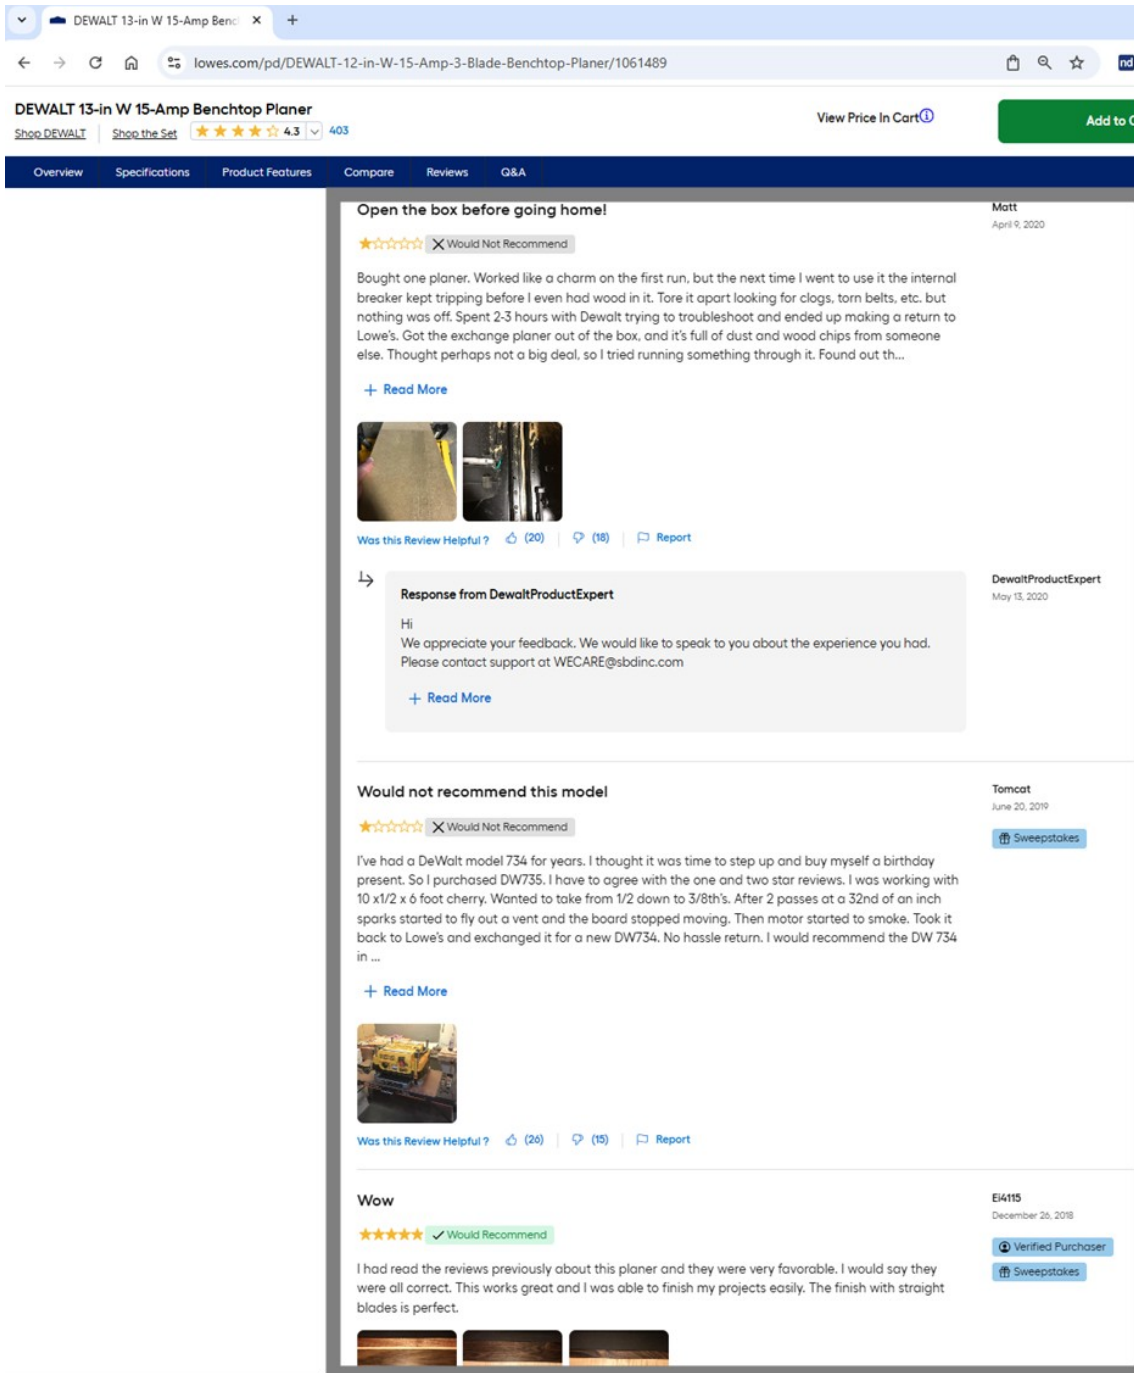 DEWALT 13-in W 15-Amp Benc
lowes.com/pd/DEWALT-12-in-W-15-Amp-3-Blade-Benchtop-Planer/1061489
nd
DEWALT 13-in W 15-Amp Benchtop Planer
Shop DEWALT Shop the Set 4.3 403
View Price In Cart
Add to C
Overview Specifications Product Features Compare Reviews Q&A
Open the box before going home!
Matt
April 9, 2020
Would Not Recommend
Bought one planer. Worked like a charm on the first run, but the next time I went to use it the internal
breaker kept tripping before I even had wood in it. Tore it apart looking for clogs, torn belts, etc. but
nothing was off. Spent 2-3 hours with Dewalt trying to troubleshoot and ended up making a return to
Lowe's. Got the exchange planer out of the box, and it's full of dust and wood chips from someone
else. Thought perhaps not a big deal, so I tried running something through it. Found out th...
+ Read More
Was this Review Helpful ? (20) (18) Report
Response from DewaltProductExpert
DewaltProductExpert
May 13, 2020
Hi
We appreciate your feedback. We would like to speak to you about the experience you had.
Please contact support at WECARE@sbdinc.com
+ Read More
Would not recommend this model
Tomcat
June 20, 2019
Sweepstakes
Would Not Recommend
I've had a DeWalt model 734 for years. I thought it was time to step up and buy myself a birthday
present. So I purchased DW735. I have to agree with the one and two star reviews. I was working with
10 x1/2 x 6 foot cherry. Wanted to take from 1/2 down to 3/8th's. After 2 passes at a 32nd of an inch
sparks started to fly out a vent and the board stopped moving. Then motor started to smoke. Took it
back to Lowe's and exchanged it for a new DW734. No hassle return. I would recommend the DW 734
in ...
+ Read More
Was this Review Helpful ? (26) (15) Report
Wow
Ei4115
December 26, 2018
Verified Purchaser
Sweepstakes
Would Recommend
I had read the reviews previously about this planer and they were very favorable. I would say they
were all correct. This works great and I was able to finish my projects easily. The finish with straight
blades is perfect.